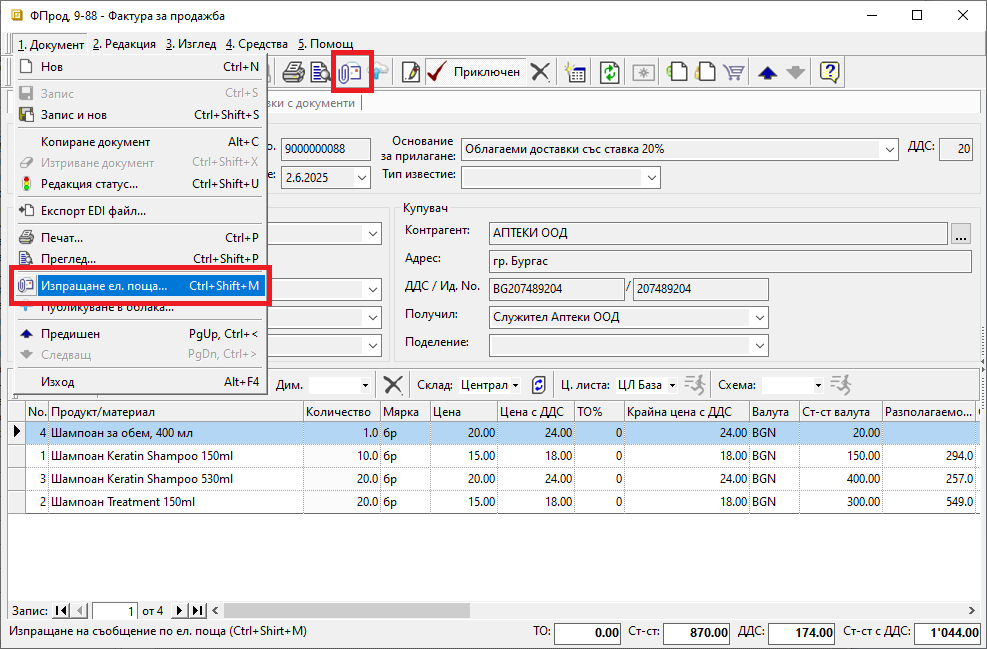 ФПрод, 9-88 - Фактура за продажба
1. Документ 2. Редакция 3. Изглед 4. Средства 5. Помощ
Приключен
Нов Ctrl+N
Запис Ctrl+S
Запис и нов Ctrl+Shift+S
Копиране документ Alt+C
Изтриване документ Ctrl+Shift+X
Редакция статус... Ctrl+Shift+U
Експорт EDI файл...
Печат... Ctrl+P
Преглед... Ctrl+Shift+P
Изпращане ел. поща... Ctrl+Shift+M
Публикуване в облака...
Предишен PgUp, Ctrl+<
Следващ PgDn, Ctrl+>
Изход Alt+F4
ки с документи
о. 9000000088 Основание за прилагане: Облагаеми доставки със ставка 20% ДДС: 20
е: 2.6.2025 Тип известие:
Купувач
Контрагент: АПТЕКИ ООД ...
Адрес: гр. Бургас
ДДС / Ид. No. BG207489204 / 207489204
Получил: Служител Аптеки ООД
Поделение:
Дим. Склад: Централ Ц. листа: ЦЛ База Схема:
No. Продукт/материал Количество Марка Цена Цена с ДДС ТО% Крайна цена с ДДС Валута Ст-ст валута Разполагаемо...
4 Шампоан за обем, 400 мл 1.0 бр 20.00 24.00 0 24.00 BGN 20.00
1 Шампоан Keratin Shampoo 150ml 10.0 бр 15.00 18.00 0 18.00 BGN 150.00 294.0
3 Шампоан Keratin Shampoo 530ml 20.0 бр 20.00 24.00 0 24.00 BGN 400.00 257.0
2 Шампоан Treatment 150ml 20.0 бр 15.00 18.00 0 18.00 BGN 300.00 549.0
Запис: 1 от 4
Изпращане на съобщение по ел. поща (Ctrl+Shirt+M) ТО: 0.00 Ст-ст: 870.00 ДДС: 174.00 Ст-ст с ДДС: 1'044.00